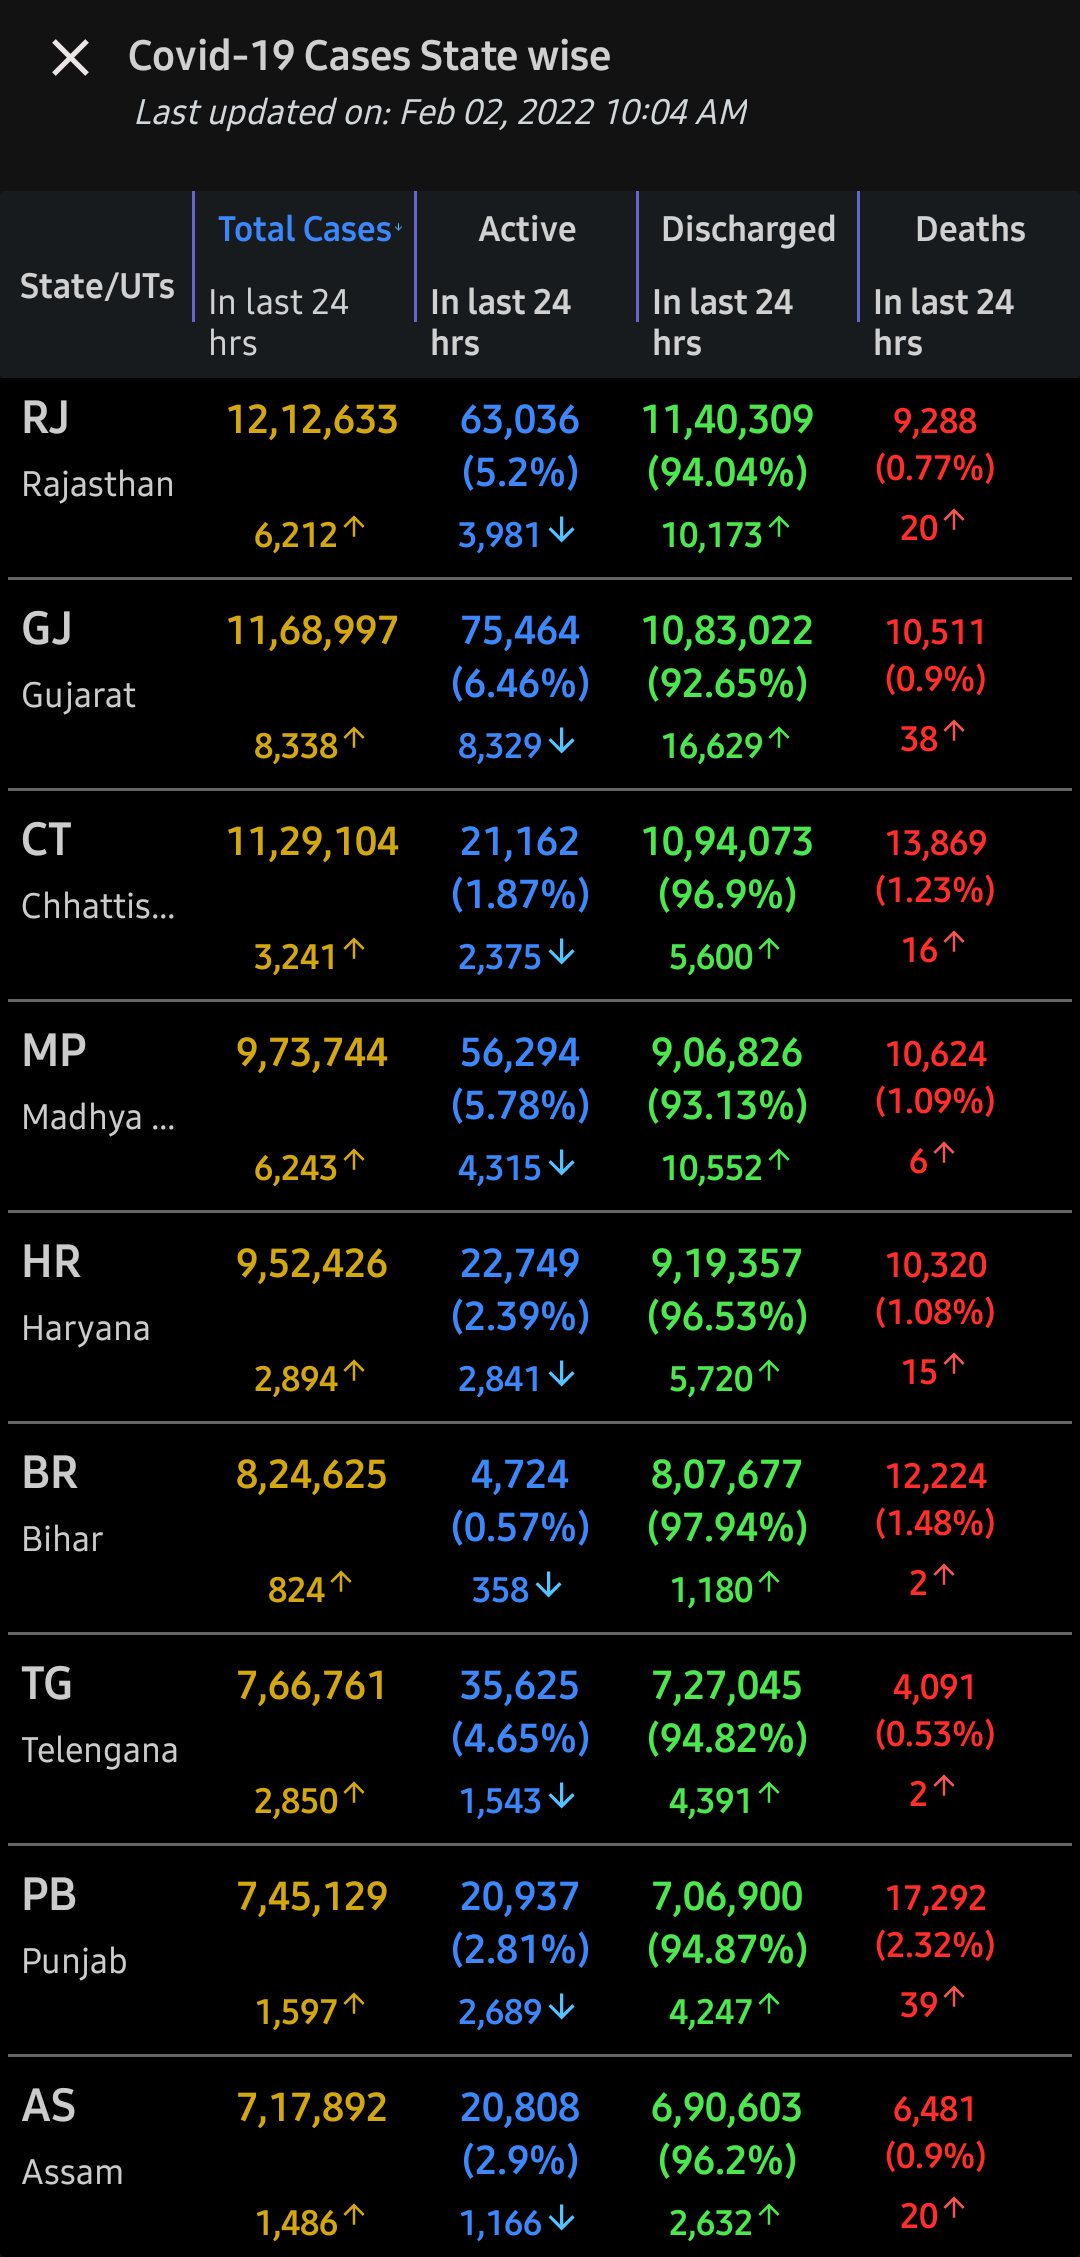 Covid-19 Cases State wise
Last updated on: Feb 02, 2022 10:04 AM
State/UTs
Total Cases↓ Active Discharged Deaths
In last 24 hrs In last 24 hrs In last 24 hrs In last 24 hrs
RJ 12,12,633 63,036 11,40,309 9,288
(5.2%) (94.04%) (0.77%)
Rajasthan
6,212↑ 3,981↓ 10,173↑ 20↑
GJ 11,68,997 75,464 10,83,022 10,511
(6.46%) (92.65%) (0.9%)
Gujarat
8,338↑ 8,329↓ 16,629↑ 38↑
CT 11,29,104 21,162 10,94,073 13,869
(1.87%) (96.9%) (1.23%)
Chhattis...
3,241↑ 2,375↓ 5,600↑ 16↑
MP 9,73,744 56,294 9,06,826 10,624
(5.78%) (93.13%) (1.09%)
Madhya ...
6,243↑ 4,315↓ 10,552↑ 6↑
HR 9,52,426 22,749 9,19,357 10,320
(2.39%) (96.53%) (1.08%)
Haryana
2,894↑ 2,841↓ 5,720↑ 15↑
BR 8,24,625 4,724 8,07,677 12,224
(0.57%) (97.94%) (1.48%)
Bihar
824↑ 358↓ 1,180↑ 2↑
TG 7,66,761 35,625 7,27,045 4,091
(4.65%) (94.82%) (0.53%)
Telengana
2,850↑ 1,543↓ 4,391↑ 2↑
PB 7,45,129 20,937 7,06,900 17,292
(2.81%) (94.87%) (2.32%)
Punjab
1,597↑ 2,689↓ 4,247↑ 39↑
AS 7,17,892 20,808 6,90,603 6,481
(2.9%) (96.2%) (0.9%)
Assam
1,486↑ 1,166↓ 2,632↑ 20↑